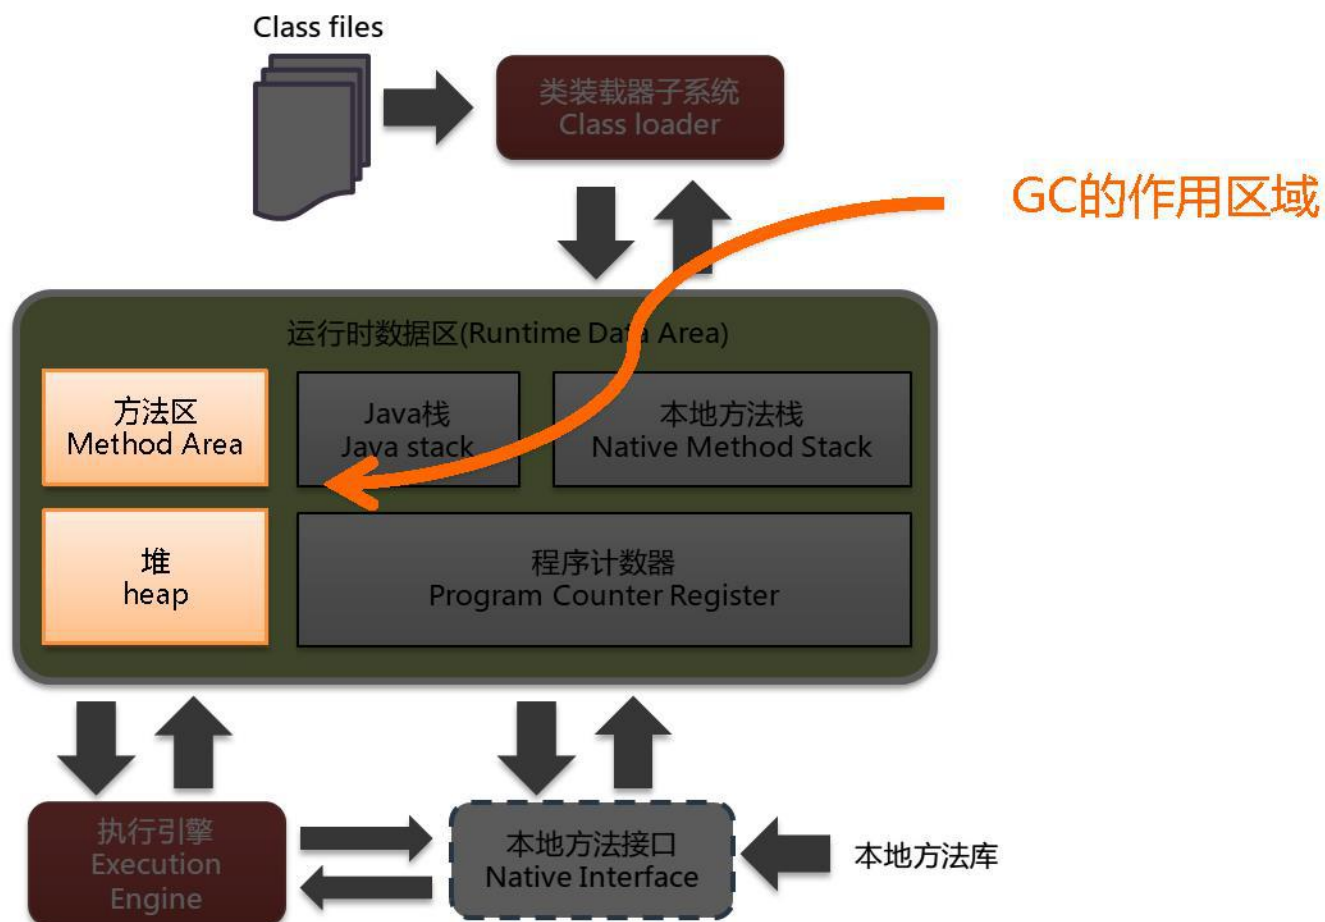 Class files
类装载器子系统
Class loader
GC的作用区域
运行时数据区(Runtime Data Area)
方法区
Method Area
Java栈
Java stack
本地方法栈
Native Method Stack
堆
heap
程序计数器
Program Counter Register
执行引擎
Execution
Engine
本地方法接口
Native Interface
本地方法库